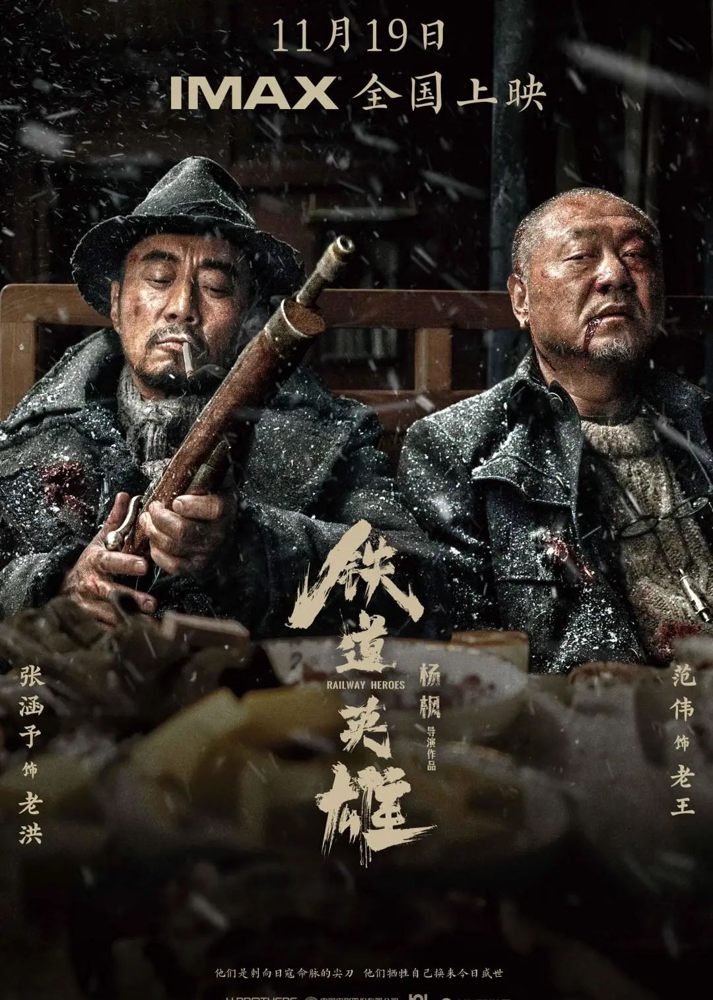 11月19日
IMAX® 全国上映
铁道英雄
RAILWAY HEROES
杨枫
导演作品
张涵予 饰 老洪
范伟 饰 老王
他们是刺向日寇命脉的尖刀 他们牺牲自己换来今日盛世